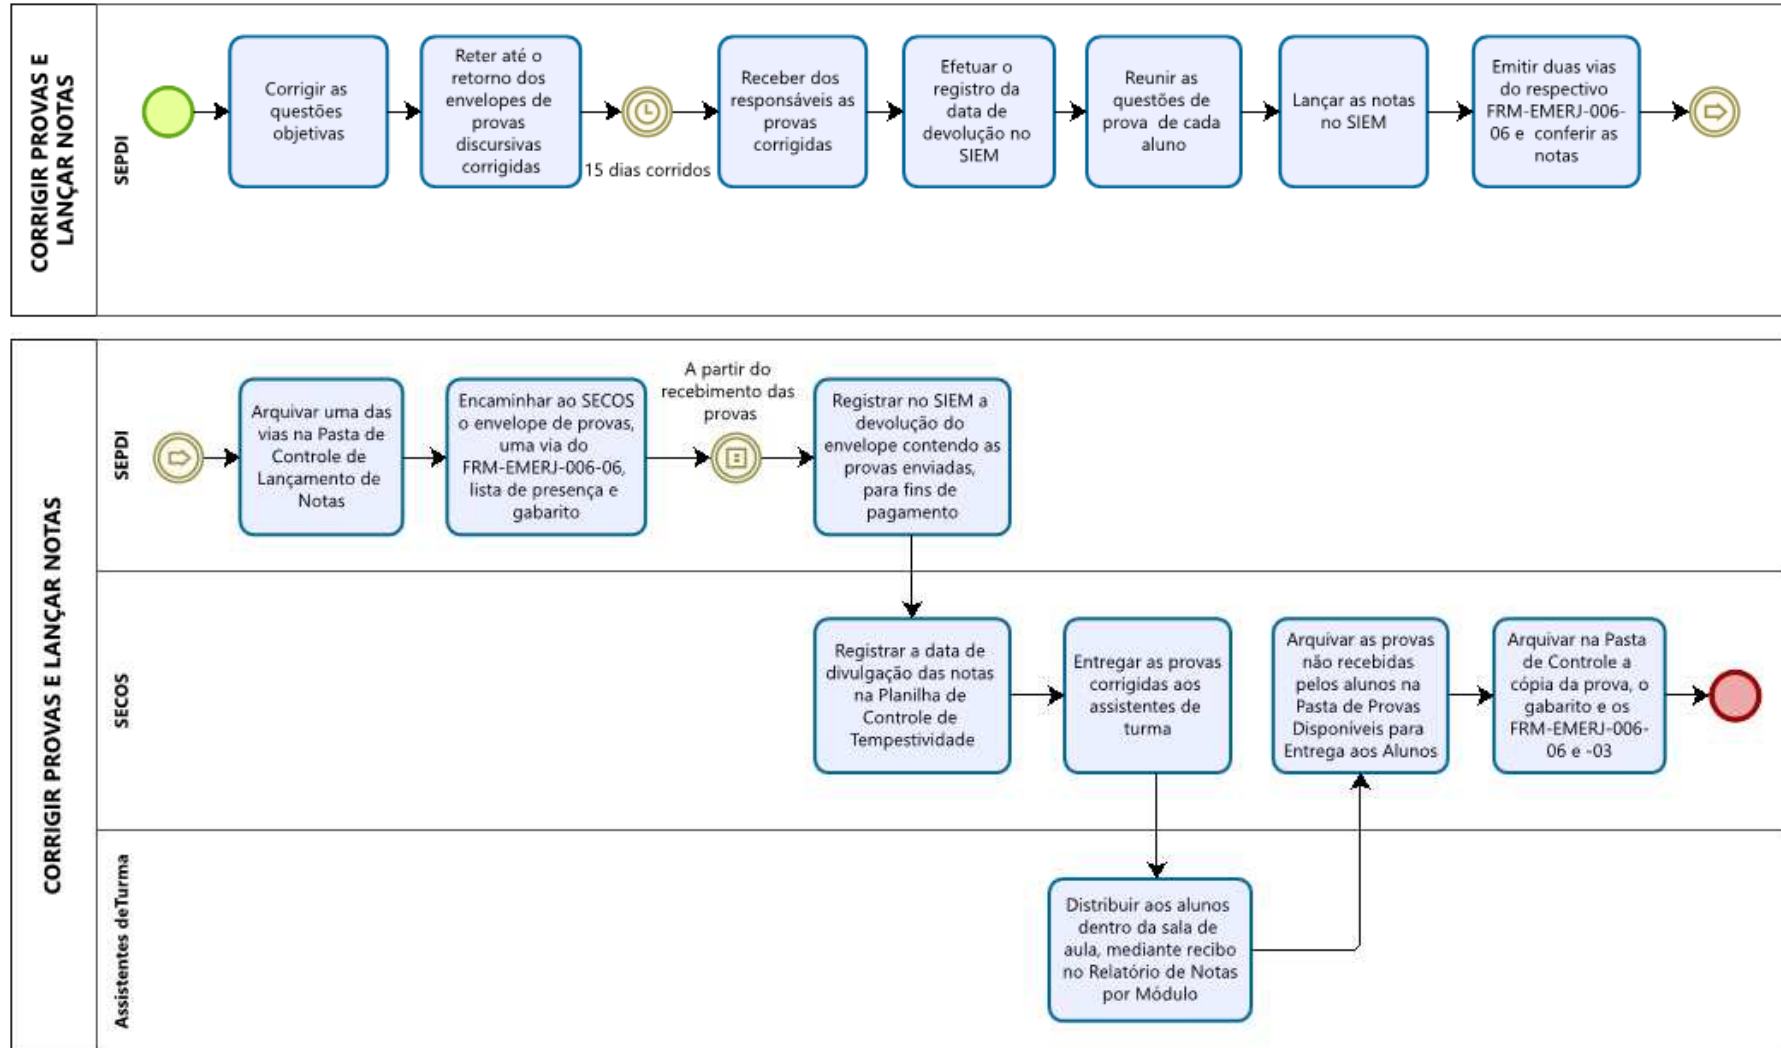 CORRIGIR PROVAS E
LANÇAR NOTAS
SEPDI
Corrigir as
questões
objetivas
Reter até o
retorno dos
envelopes de
provas
discursivas
corrigidas
15 dias corridos
Receber dos
responsáveis as
provas
corrigidas
Efetuar o
registro da
data de
devolução no
SIEM
Reunir as
questões de
prova de cada
aluno
Lançar as notas
no SIEM
Emitir duas vias
do respectivo
FRM-EMERJ-006-
06 e conferir as
notas
CORRIGIR PROVAS E LANÇAR NOTAS
SEPDI
Arquivar uma das
vias na Pasta de
Controle de
Lançamento de
Notas
Encaminhar ao SECOS
o envelope de provas,
uma via do
FRM-EMERJ-006-06,
lista de presença e
gabarito
A partir do
recebimento das
provas
Registrar no SIEM a
devolução do
envelope contendo as
provas enviadas,
para fins de
pagamento
SECOS
Registrar a data de
divulgação das notas
na Planilha de
Controle de
Tempestividade
Entregar as provas
corrigidas aos
assistentes de
turma
Arquivar as provas
não recebidas
pelos alunos na
Pasta de Provas
Disponíveis para
Entrega aos Alunos
Arquivar na Pasta
de Controle a
cópia da prova, o
gabarito e os
FRM-EMERJ-006-
06 e -03
Assistentes deTurma
Distribuir aos alunos
dentro da sala de
aula, mediante recibo
no Relatório de Notas
por Módulo